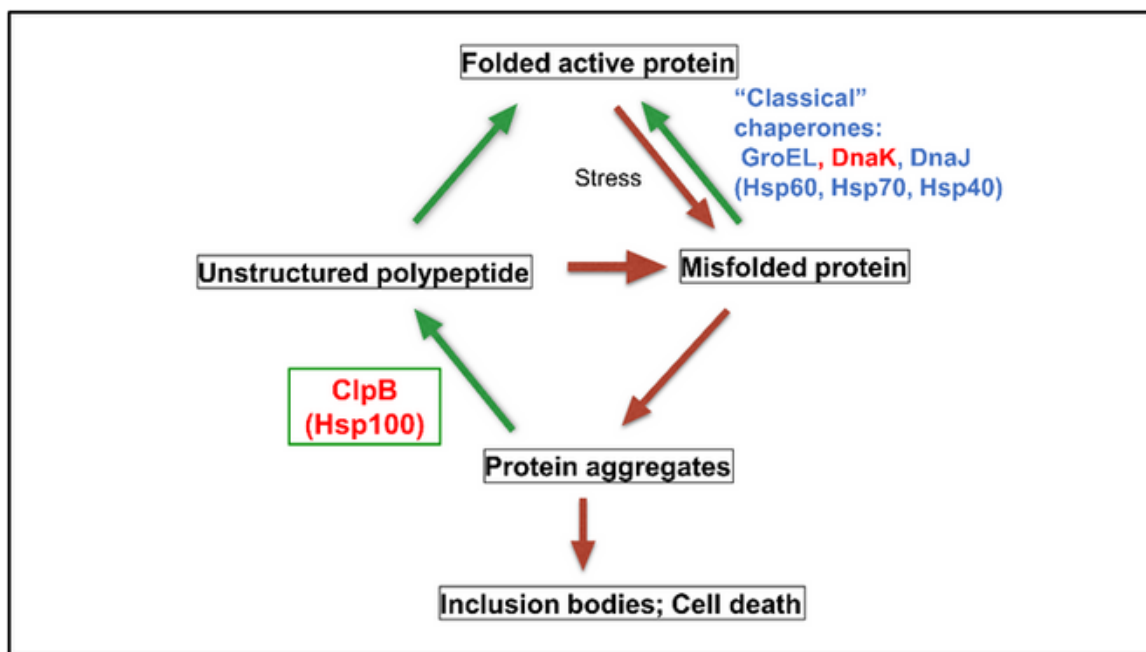 Folded active protein
“Classical”
chaperones:
GroEL, DnaK, DnaJ
(Hsp60, Hsp70, Hsp40)
Stress
Unstructured polypeptide
Misfolded protein
ClpB
(Hsp100)
Protein aggregates
Inclusion bodies; Cell death